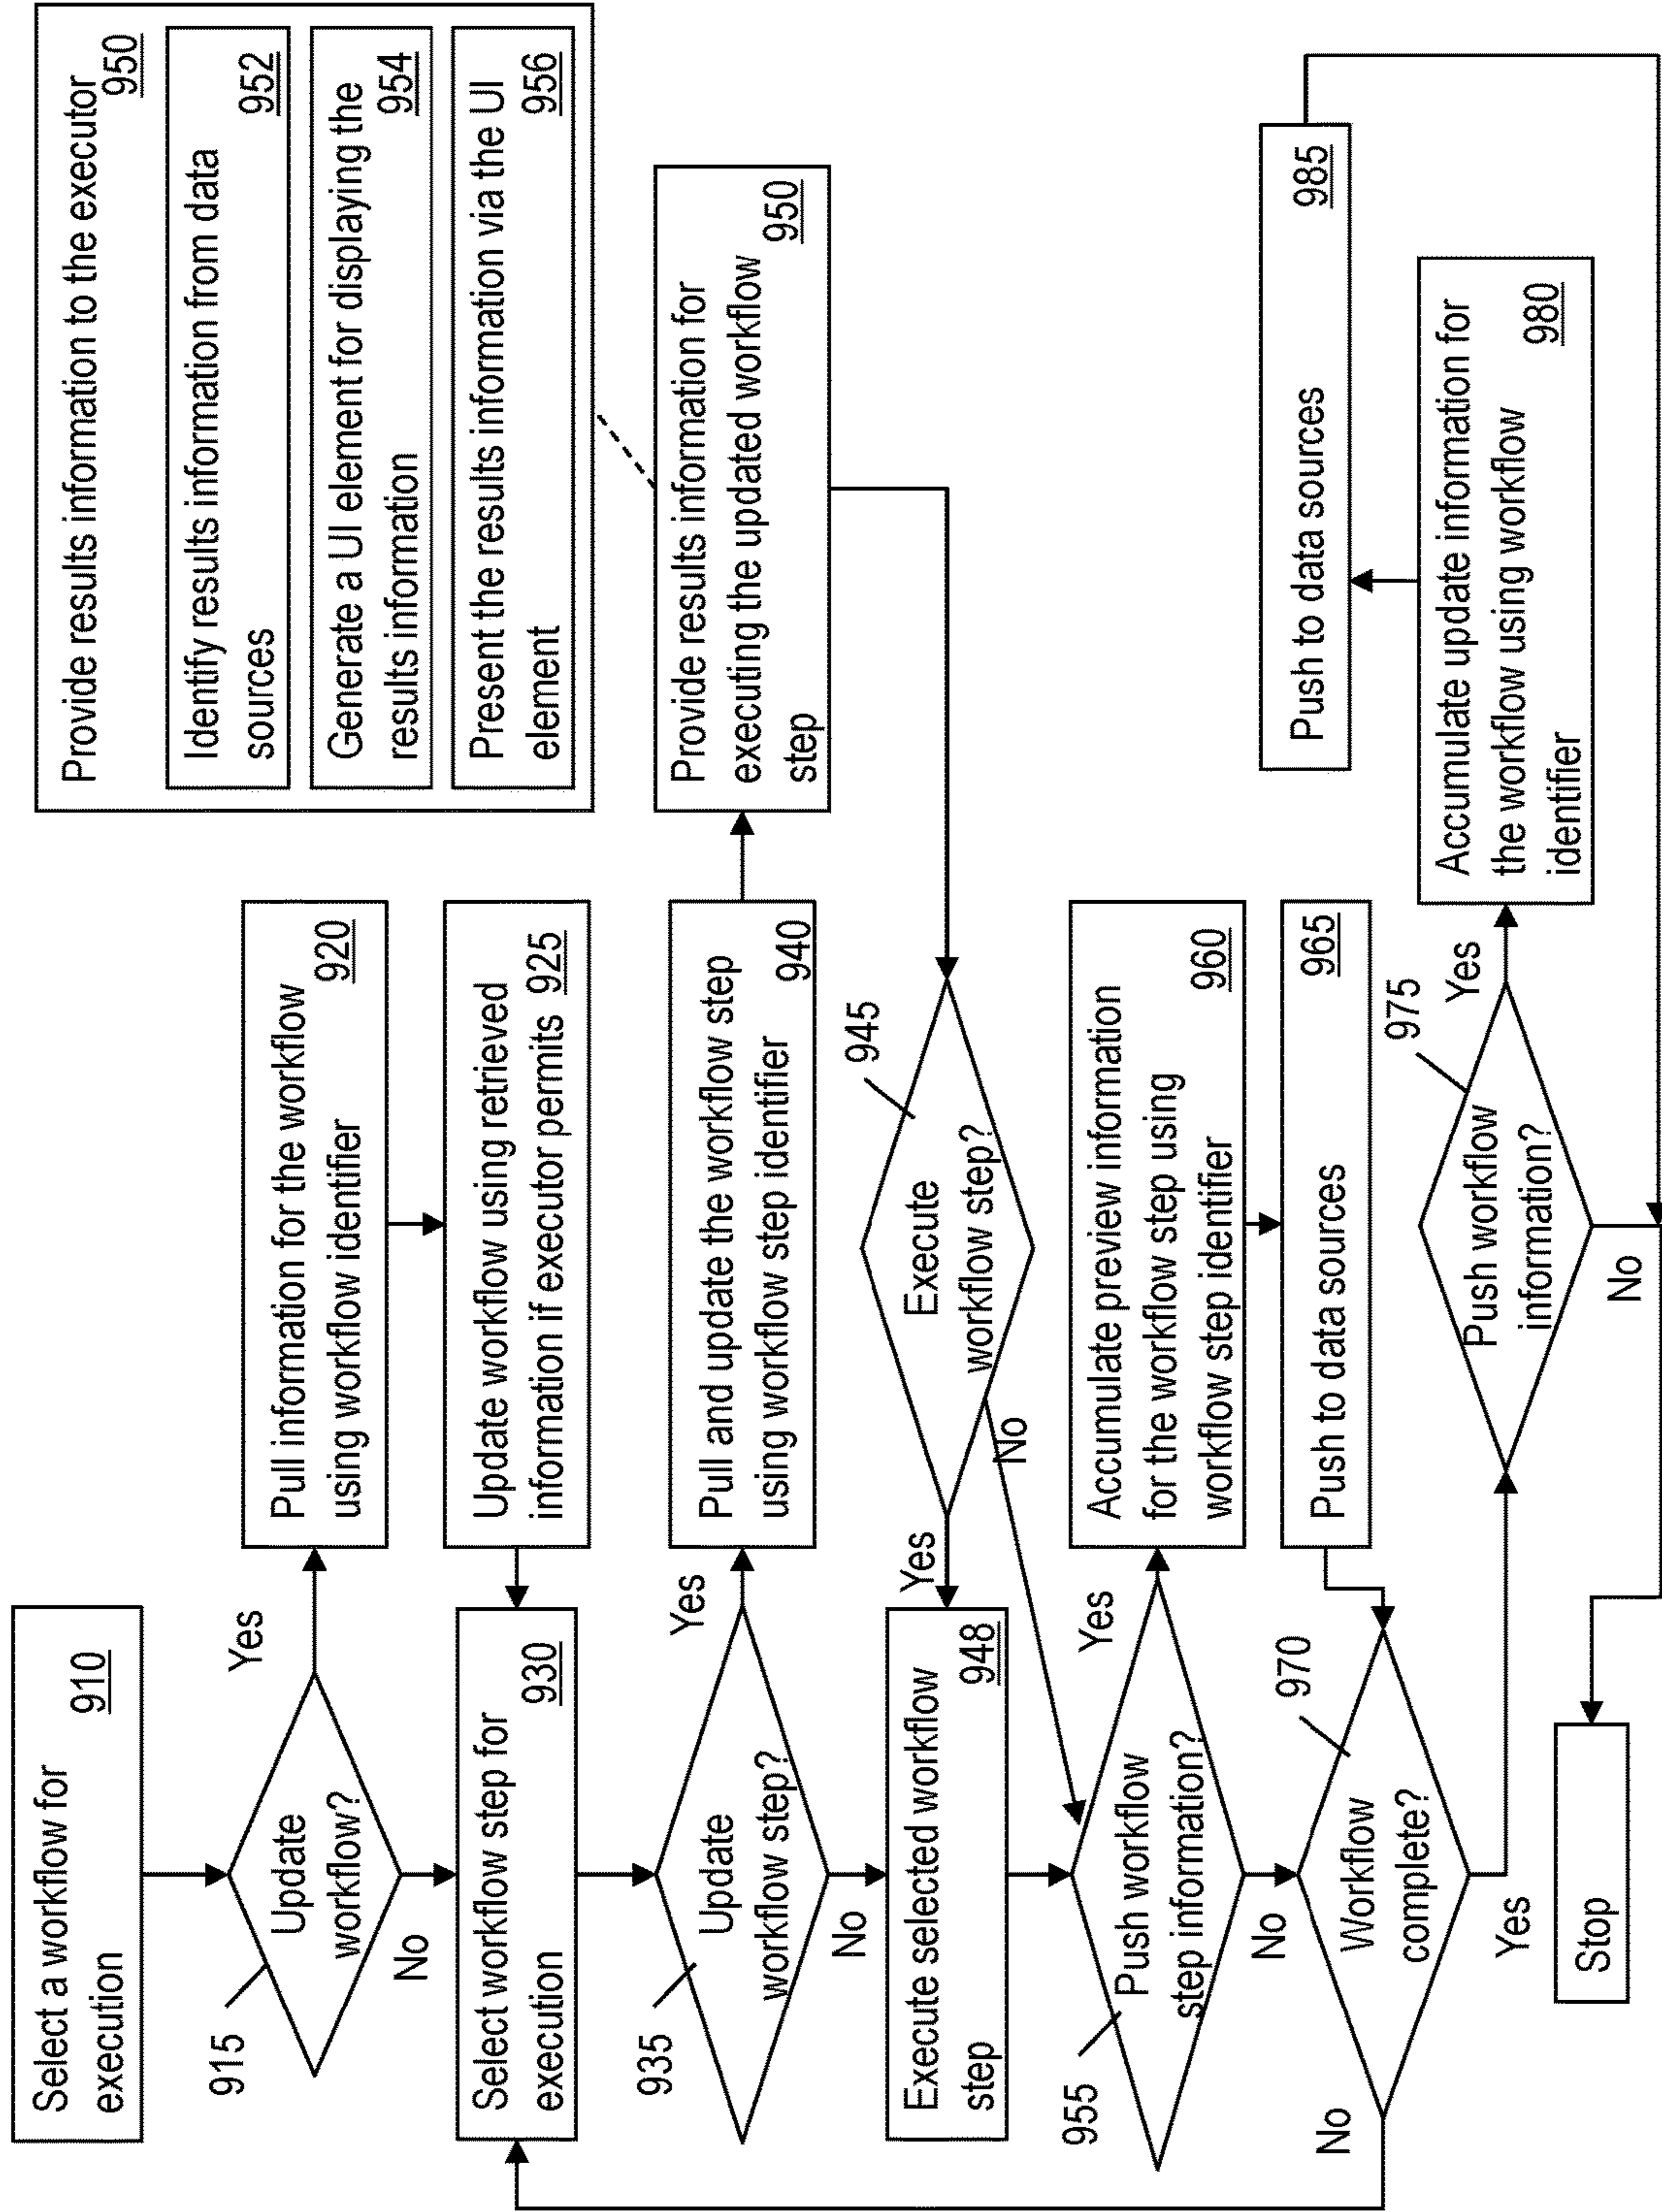 Select a workflow for
execution
910
915
Update
workflow?
Yes
No
Pull information for the workflow
using workflow identifier
920
Update workflow using retrieved
information if executor permits 925
Select workflow step for
execution
930
935
Update
workflow step?
Yes
No
Pull and update the workflow step
using workflow step identifier
940
Provide results information for
executing the updated workflow
step
950
Provide results information to the executor
950
Identify results information from data
sources
952
Generate a UI element for displaying the
results information
954
Present the results information via the UI
element
956
945
Execute
workflow step?
Yes
No
Execute selected workflow
step
948
955
Push workflow
step information?
Yes
No
Accumulate preview information
for the workflow step using
workflow step identifier
960
Push to data sources
965
970
Workflow
complete?
No
Yes
975
Push workflow
information?
Yes
No
Accumulate update information for
the workflow using workflow
identifier
980
Push to data sources
985
Stop